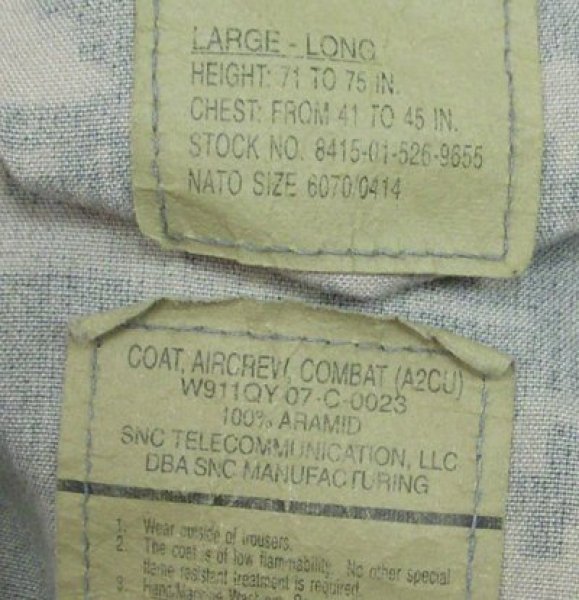 LARGE - LONG
HEIGHT: 71 TO 75 IN.
CHEST: FROM 41 TO 45 IN.
STOCK NO. 8415-01-526-9655
NATO SIZE 6070/0414
COAT, AIRCREW, COMBAT (A2CU)
W911QY 07-C-0023
100% ARAMID
SNC TELECOMMUNICATION, LLC
DBA SNC MANUFACTURING
1. Wear outside of trousers.
2. The coat is of low flammability. No other special
flame resistant treatment is required.
3.